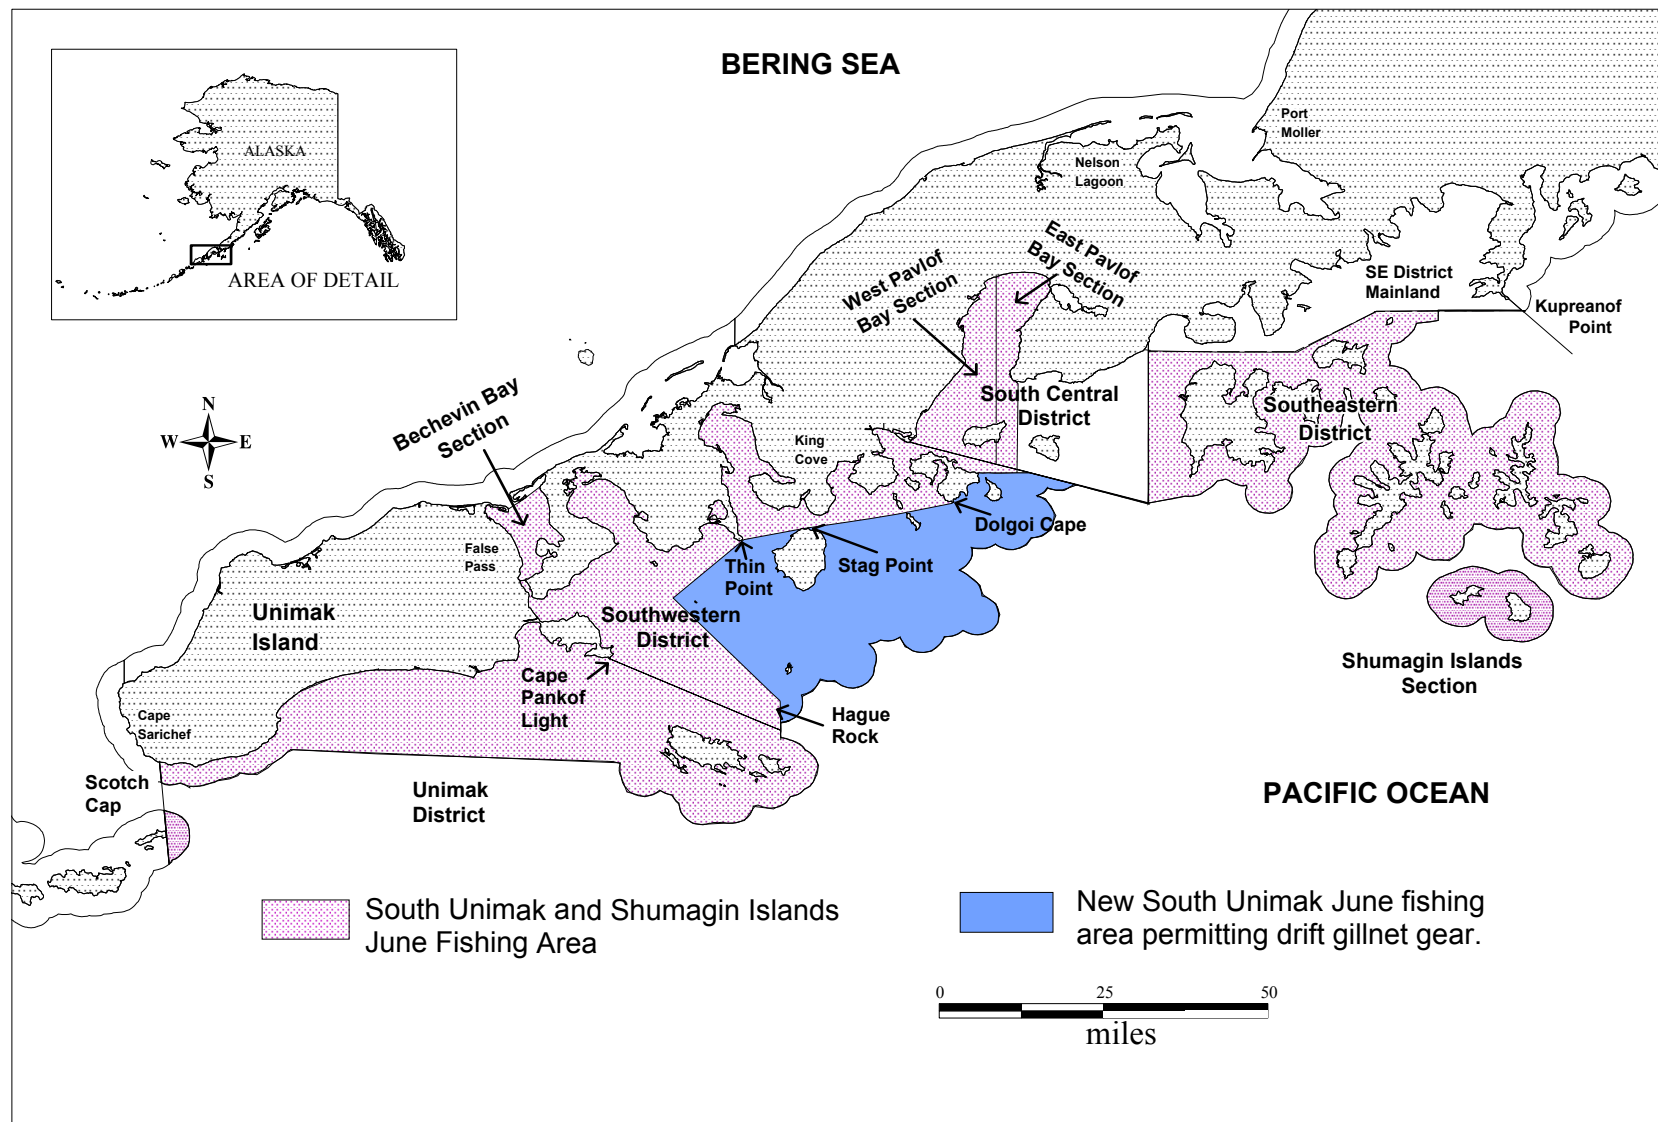 BERING SEA
ALASKA
AREA OF DETAIL
Port
Moller
Nelson
Lagoon
East Pavlof
Bay Section
West Pavlof
Bay Section
SE District
Mainland
Kupreanof
Point
Bechevin Bay
Section
N
W
E
S
South Central
District
Southeastern
District
King
Cove
Dolgoi Cape
False
Pass
Thin
Point
Stag Point
Unimak
Island
Southwestern
District
Shumagin Islands
Section
Cape
Pankof
Light
Cape
Sarichef
Hague
Rock
Scotch
Cap
Unimak
District
PACIFIC OCEAN
South Unimak and Shumagin Islands
June Fishing Area
New South Unimak June fishing
area permitting drift gillnet gear.
0 25 50
miles